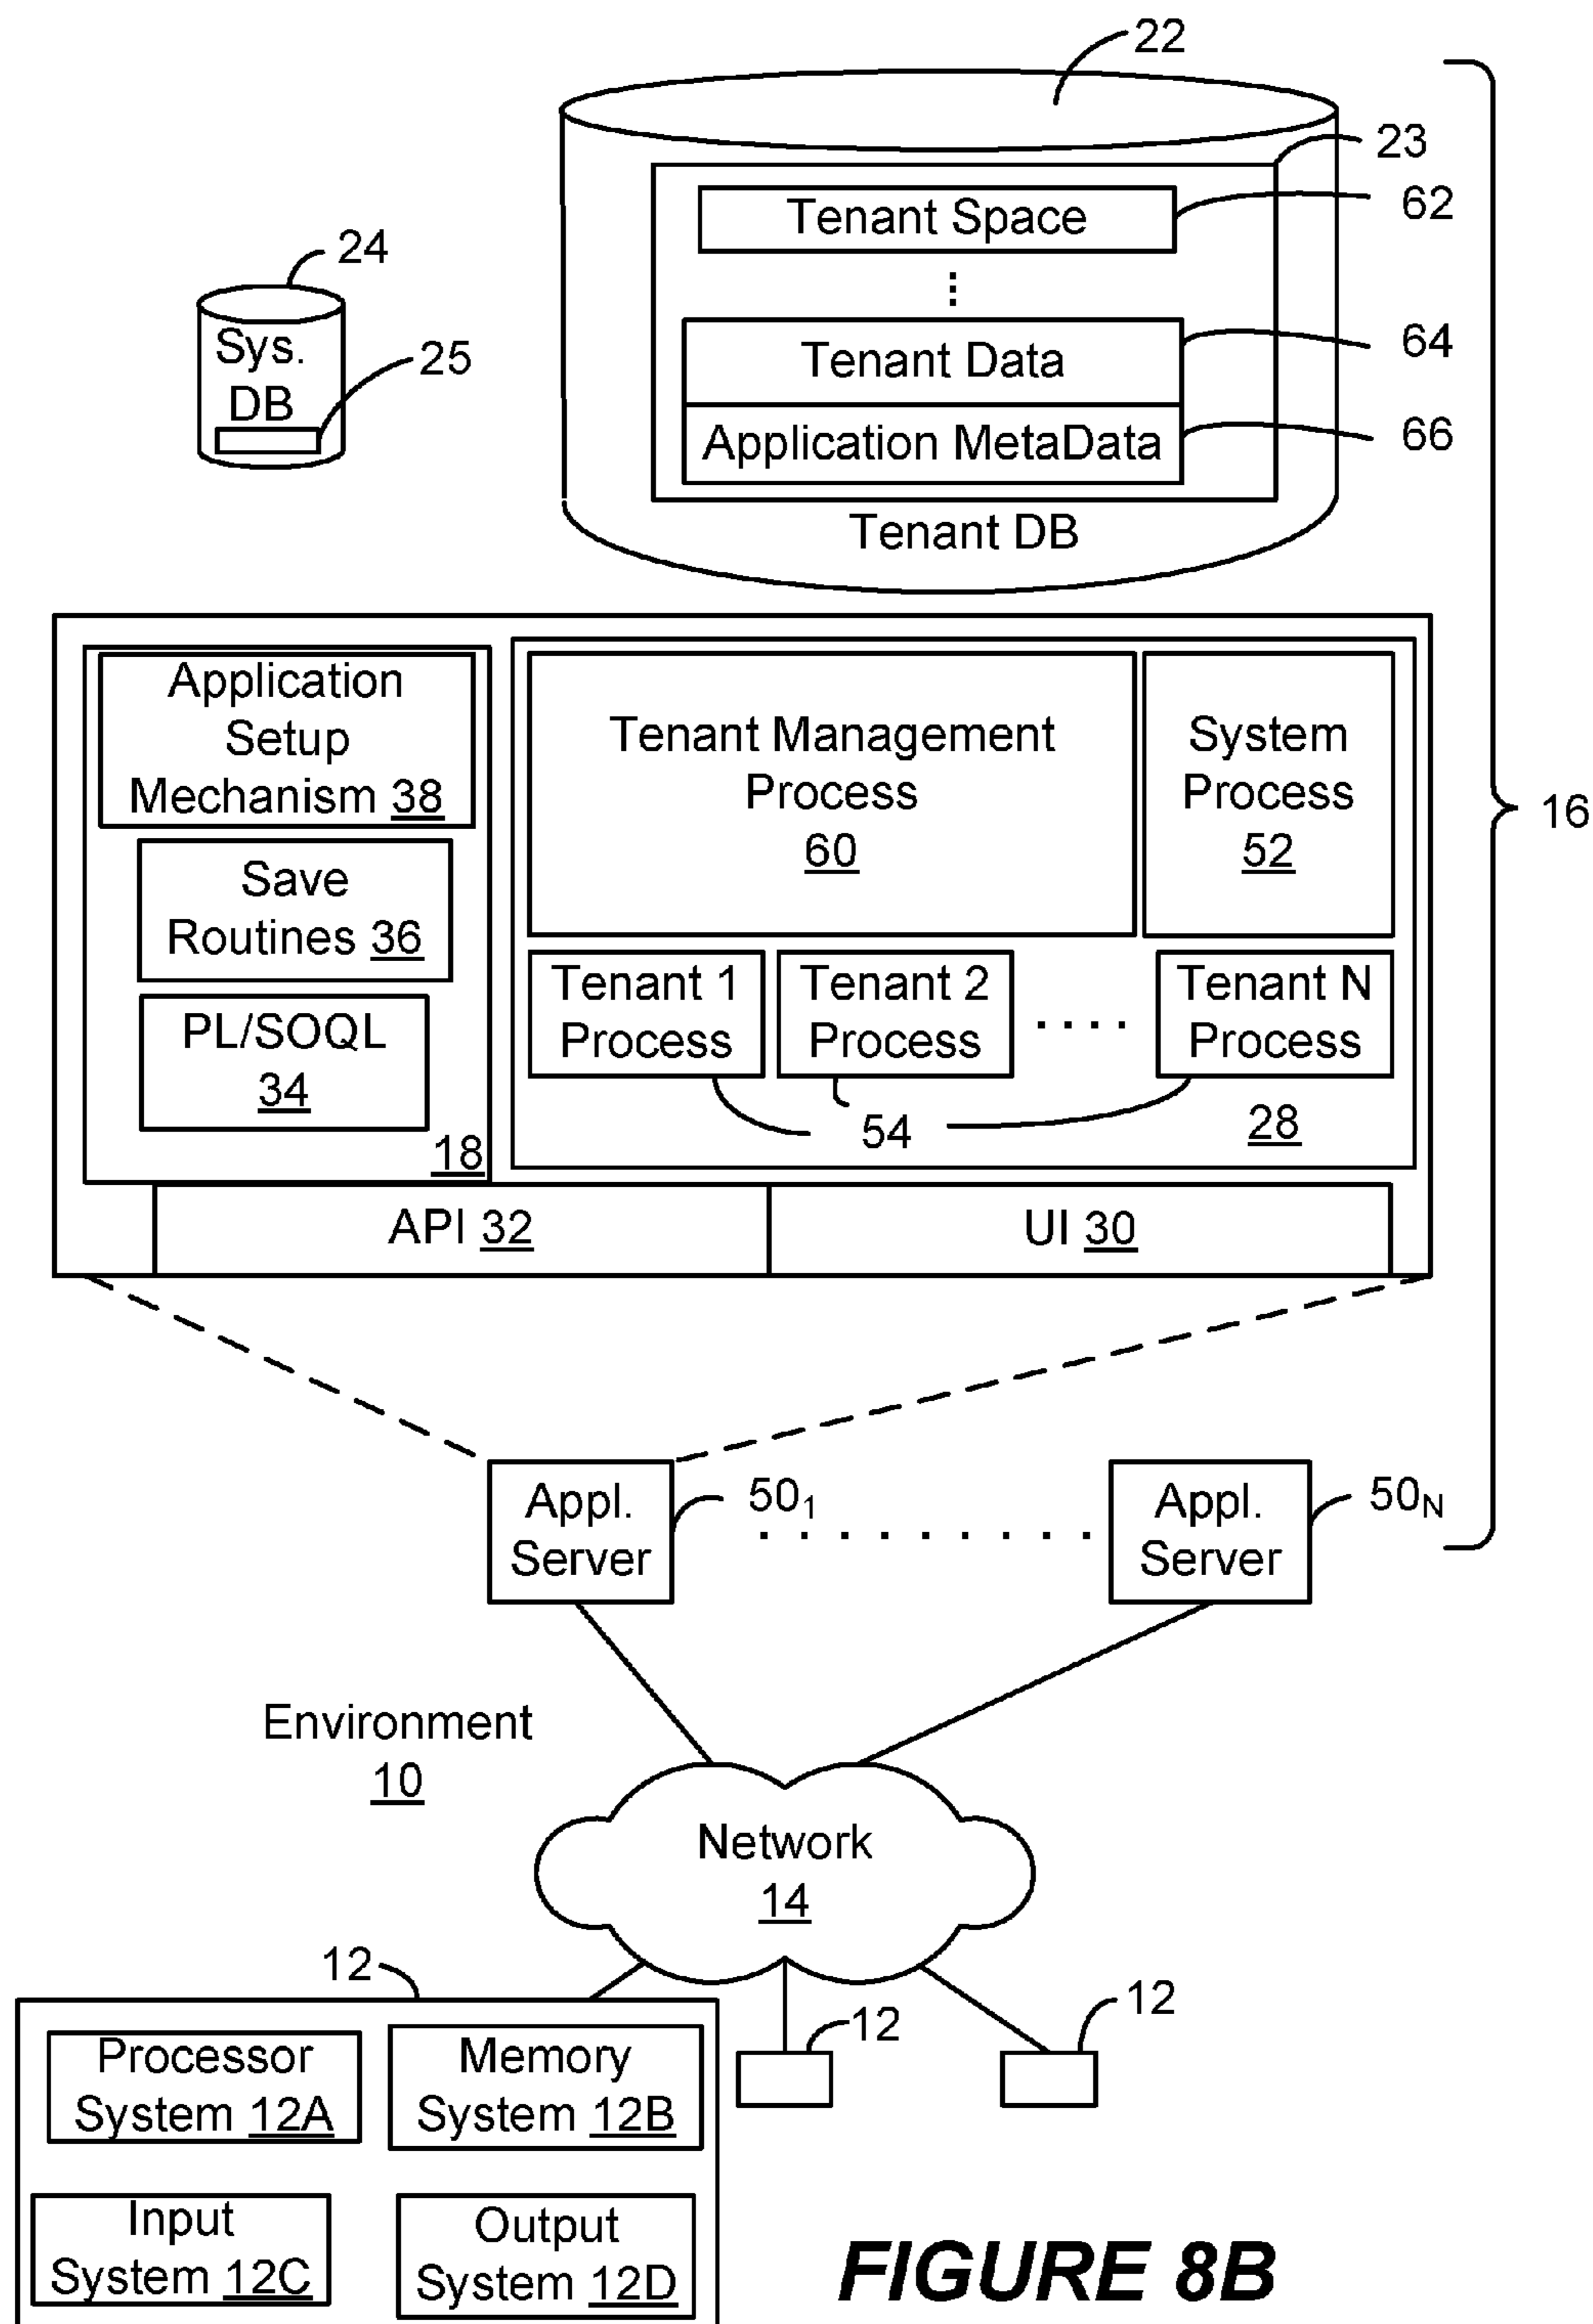 22
23
Tenant Space
62
24
Sys.
DB
25
Tenant Data
64
Application MetaData
66
Tenant DB
Application
Setup
Mechanism 38
Tenant Management
Process
60
System
Process
52
16
Save
Routines 36
PL/SOQL
34
18
Tenant 1
Process
Tenant 2
Process
....
Tenant N
Process
54
28
API 32
UI 30
Appl.
Server
50₁
.........
Appl.
Server
50N
Environment
10
Network
14
12
12
12
Processor
System 12A
Memory
System 12B
Input
System 12C
Output
System 12D
FIGURE 8B